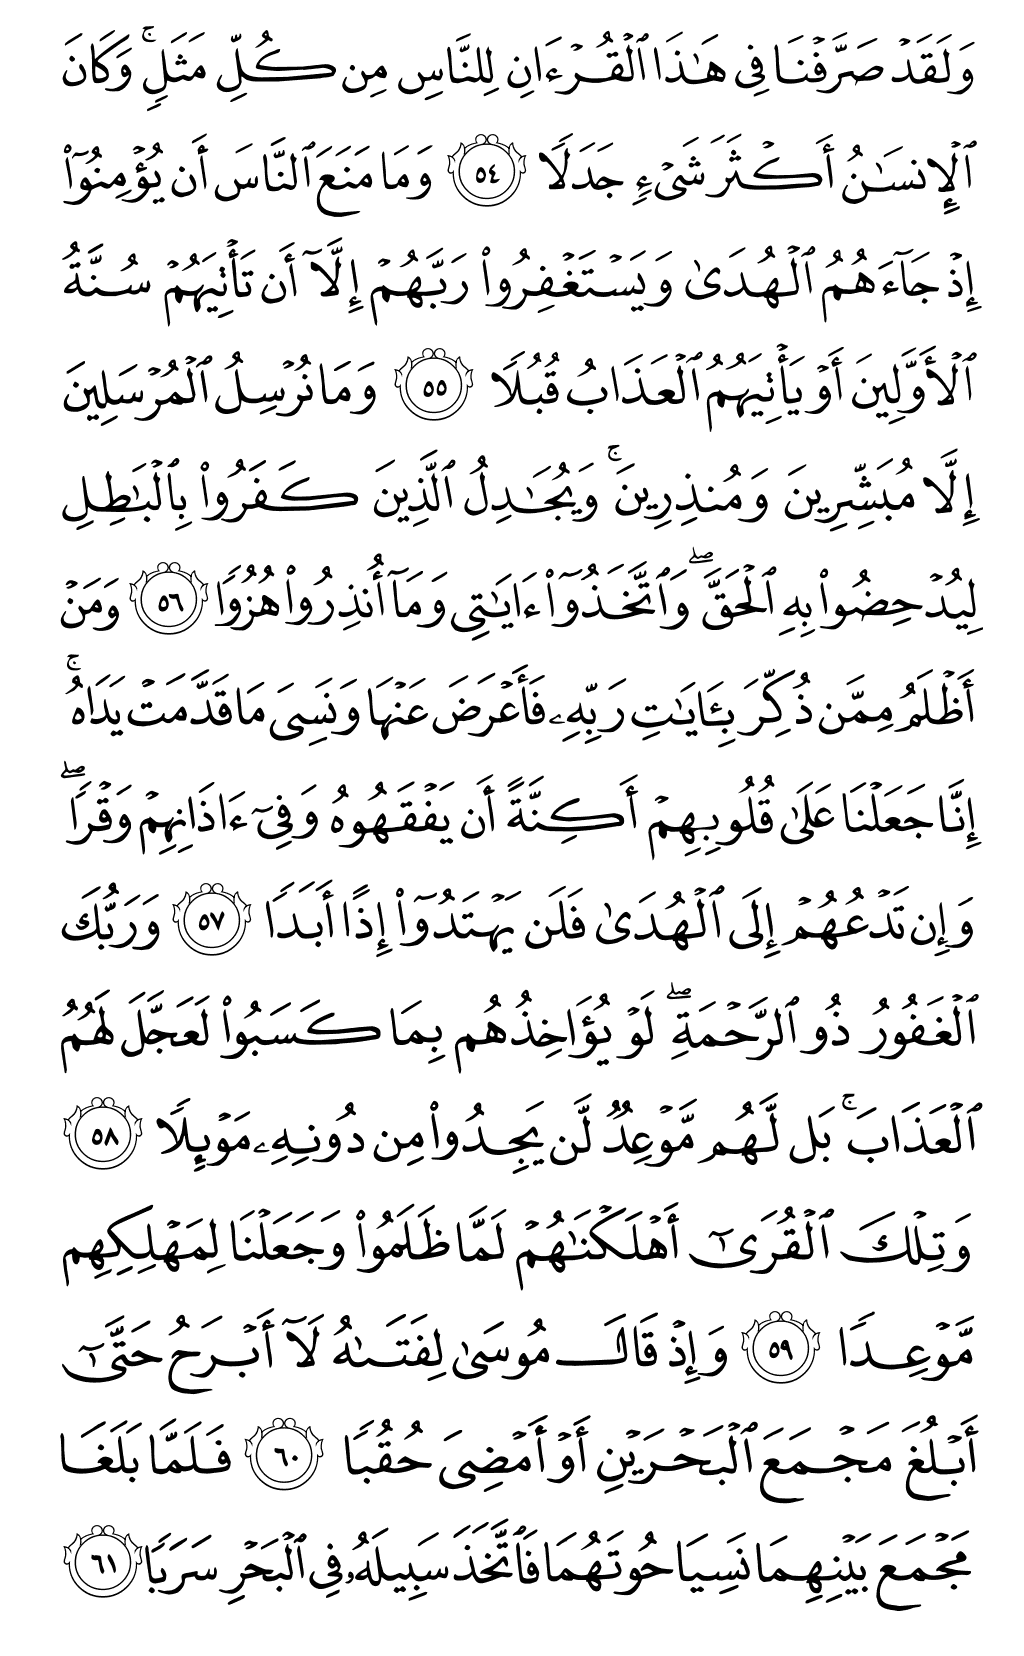 وَلَقَدۡ صَرَّفۡنَا فِي هَٰذَا ٱلۡقُرۡءَانِ لِلنَّاسِ مِن كُلِّ مَثَلٖۚ وَكَانَ
ٱلۡإِنسَٰنُ أَكۡثَرَ شَيۡءٖ جَدَلٗا ٥٤ وَمَا مَنَعَ ٱلنَّاسَ أَن يُؤۡمِنُوٓاْ
إِذۡ جَآءَهُمُ ٱلۡهُدَىٰ وَيَسۡتَغۡفِرُواْ رَبَّهُمۡ إِلَّآ أَن تَأۡتِيَهُمۡ سُنَّةُ
ٱلۡأَوَّلِينَ أَوۡ يَأۡتِيَهُمُ ٱلۡعَذَابُ قُبُلٗا ٥٥ وَمَا نُرۡسِلُ ٱلۡمُرۡسَلِينَ
إِلَّا مُبَشِّرِينَ وَمُنذِرِينَۚ وَيُجَٰدِلُ ٱلَّذِينَ كَفَرُواْ بِٱلۡبَٰطِلِ
لِيُدۡحِضُواْ بِهِ ٱلۡحَقَّۖ وَٱتَّخَذُوٓاْ ءَايَٰتِي وَمَآ أُنذِرُواْ هُزُوٗا ٥٦ وَمَنۡ
أَظۡلَمُ مِمَّن ذُكِّرَ بِـَٔايَٰتِ رَبِّهِۦ فَأَعۡرَضَ عَنۡهَا وَنَسِيَ مَا قَدَّمَتۡ يَدَاهُۚ
إِنَّا جَعَلۡنَا عَلَىٰ قُلُوبِهِمۡ أَكِنَّةً أَن يَفۡقَهُوهُ وَفِيٓ ءَاذَانِهِمۡ وَقۡرٗاۖ
وَإِن تَدۡعُهُمۡ إِلَى ٱلۡهُدَىٰ فَلَن يَهۡتَدُوٓاْ إِذًا أَبَدٗا ٥٧ وَرَبُّكَ
ٱلۡغَفُورُ ذُو ٱلرَّحۡمَةِۖ لَوۡ يُؤَاخِذُهُم بِمَا كَسَبُواْ لَعَجَّلَ لَهُمُ
ٱلۡعَذَابَۚ بَل لَّهُم مَّوۡعِدٞ لَّن يَجِدُواْ مِن دُونِهِۦ مَوۡئِلٗا ٥٨
وَتِلۡكَ ٱلۡقُرَىٰٓ أَهۡلَكۡنَٰهُمۡ لَمَّا ظَلَمُواْ وَجَعَلۡنَا لِمَهۡلِكِهِم
مَّوۡعِدٗا ٥٩ وَإِذۡ قَالَ مُوسَىٰ لِفَتَىٰهُ لَآ أَبۡرَحُ حَتَّىٰٓ
أَبۡلُغَ مَجۡمَعَ ٱلۡبَحۡرَيۡنِ أَوۡ أَمۡضِيَ حُقُبٗا ٦٠ فَلَمَّا بَلَغَا
مَجۡمَعَ بَيۡنِهِمَا نَسِيَا حُوتَهُمَا فَٱتَّخَذَ سَبِيلَهُۥ فِي ٱلۡبَحۡرِ سَرَبٗا ٦١